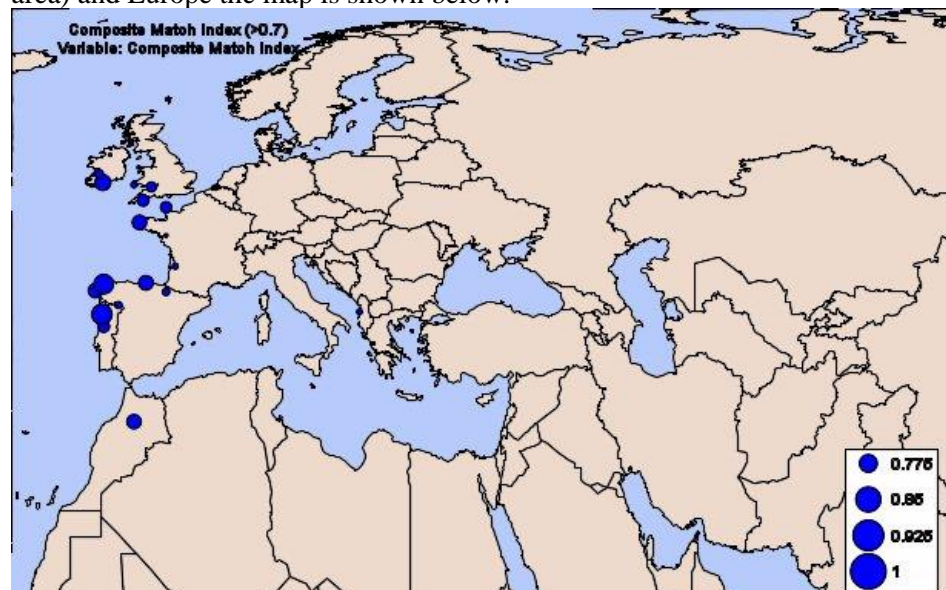 area) and Europe the map is shown below.
Composite Match Index (>0.7)
Variable: Composite Match Index
0.775
0.85
0.925
1